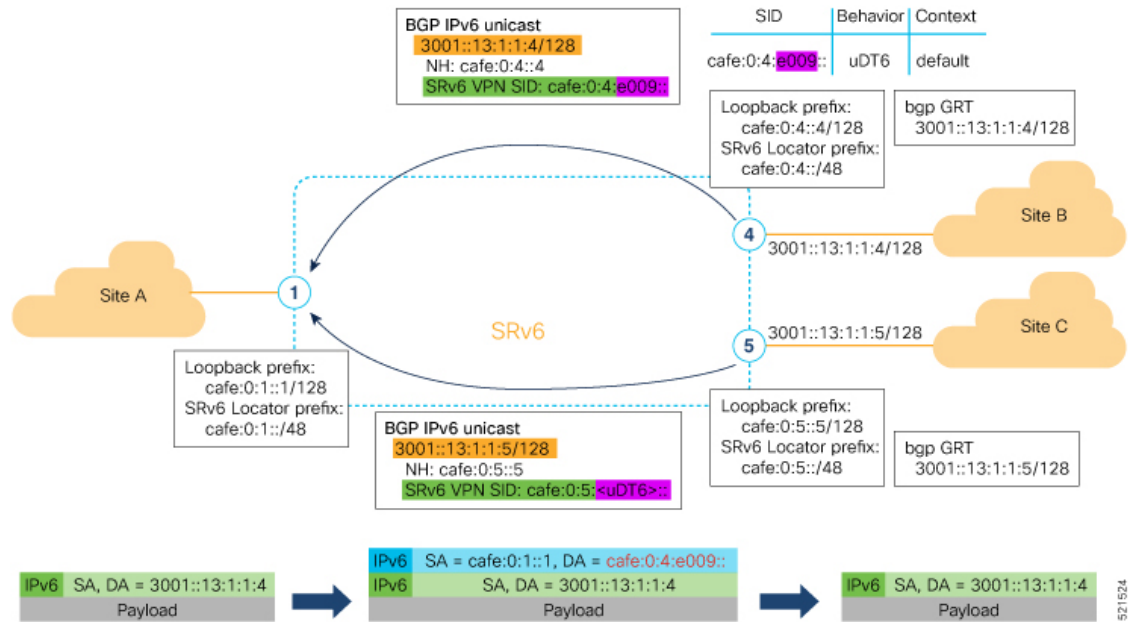 BGP IPv6 unicast
3001::13:1:1:4/128
NH: cafe:0:4::4
SRv6 VPN SID: cafe:0:4:e009::
SID Behavior Context
cafe:0:4:e009:: uDT6 default
Loopback prefix:
cafe:0:4::4/128
SRv6 Locator prefix:
cafe:0:4::/48
bgp GRT
3001::13:1:1:4/128
Site B
4
3001::13:1:1:4/128
Site A
1
SRv6
Site C
3001::13:1:1:5/128
5
Loopback prefix:
cafe:0:1::1/128
SRv6 Locator prefix:
cafe:0:1::/48
BGP IPv6 unicast
3001::13:1:1:5/128
NH: cafe:0:5::5
SRv6 VPN SID: cafe:0:5:<uDT6>::
Loopback prefix:
cafe:0:5::5/128
SRv6 Locator prefix:
cafe:0:5::/48
bgp GRT
3001::13:1:1:5/128
IPv6 SA, DA = 3001::13:1:1:4
Payload
IPv6 SA = cafe:0:1::1, DA = cafe:0:4:e009::
IPv6 SA, DA = 3001::13:1:1:4
Payload
IPv6 SA, DA = 3001::13:1:1:4
Payload
521524